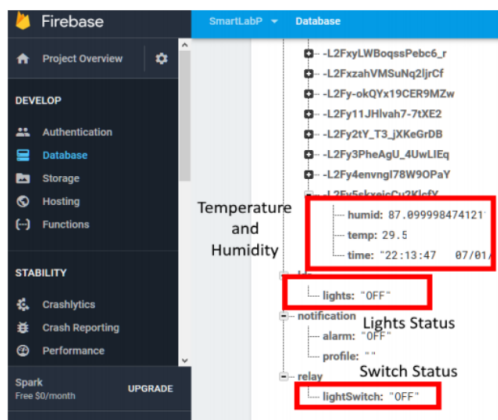 Firebase
Project Overview
DEVELOP
Authentication
Database
Storage
Hosting
Functions
STABILITY
Crashlytics
Crash Reporting
Performance
Spark
Free $0/month
UPGRADE
SmartLabP Database
-L2FxyLWBoqssPebc6_r
-L2FxzahVMSuNq2ljrCf
-L2Fy-okQYx19CER9MZw
-L2Fy11JHlvah7-7tXE2
-L2Fy2tY_T3_jXKeGrDB
-L2Fy3PheAgU_4UwLIEq
-L2Fy4envngI78W9OPaY
Temperature
and
Humidity
humid: 87.099998474121
temp: 29.5
time: "22:13:47 07/01/
lights: "OFF"
Lights Status
notification
alarm: "OFF"
profile: ""
Switch Status
relay
lightSwitch: "OFF"